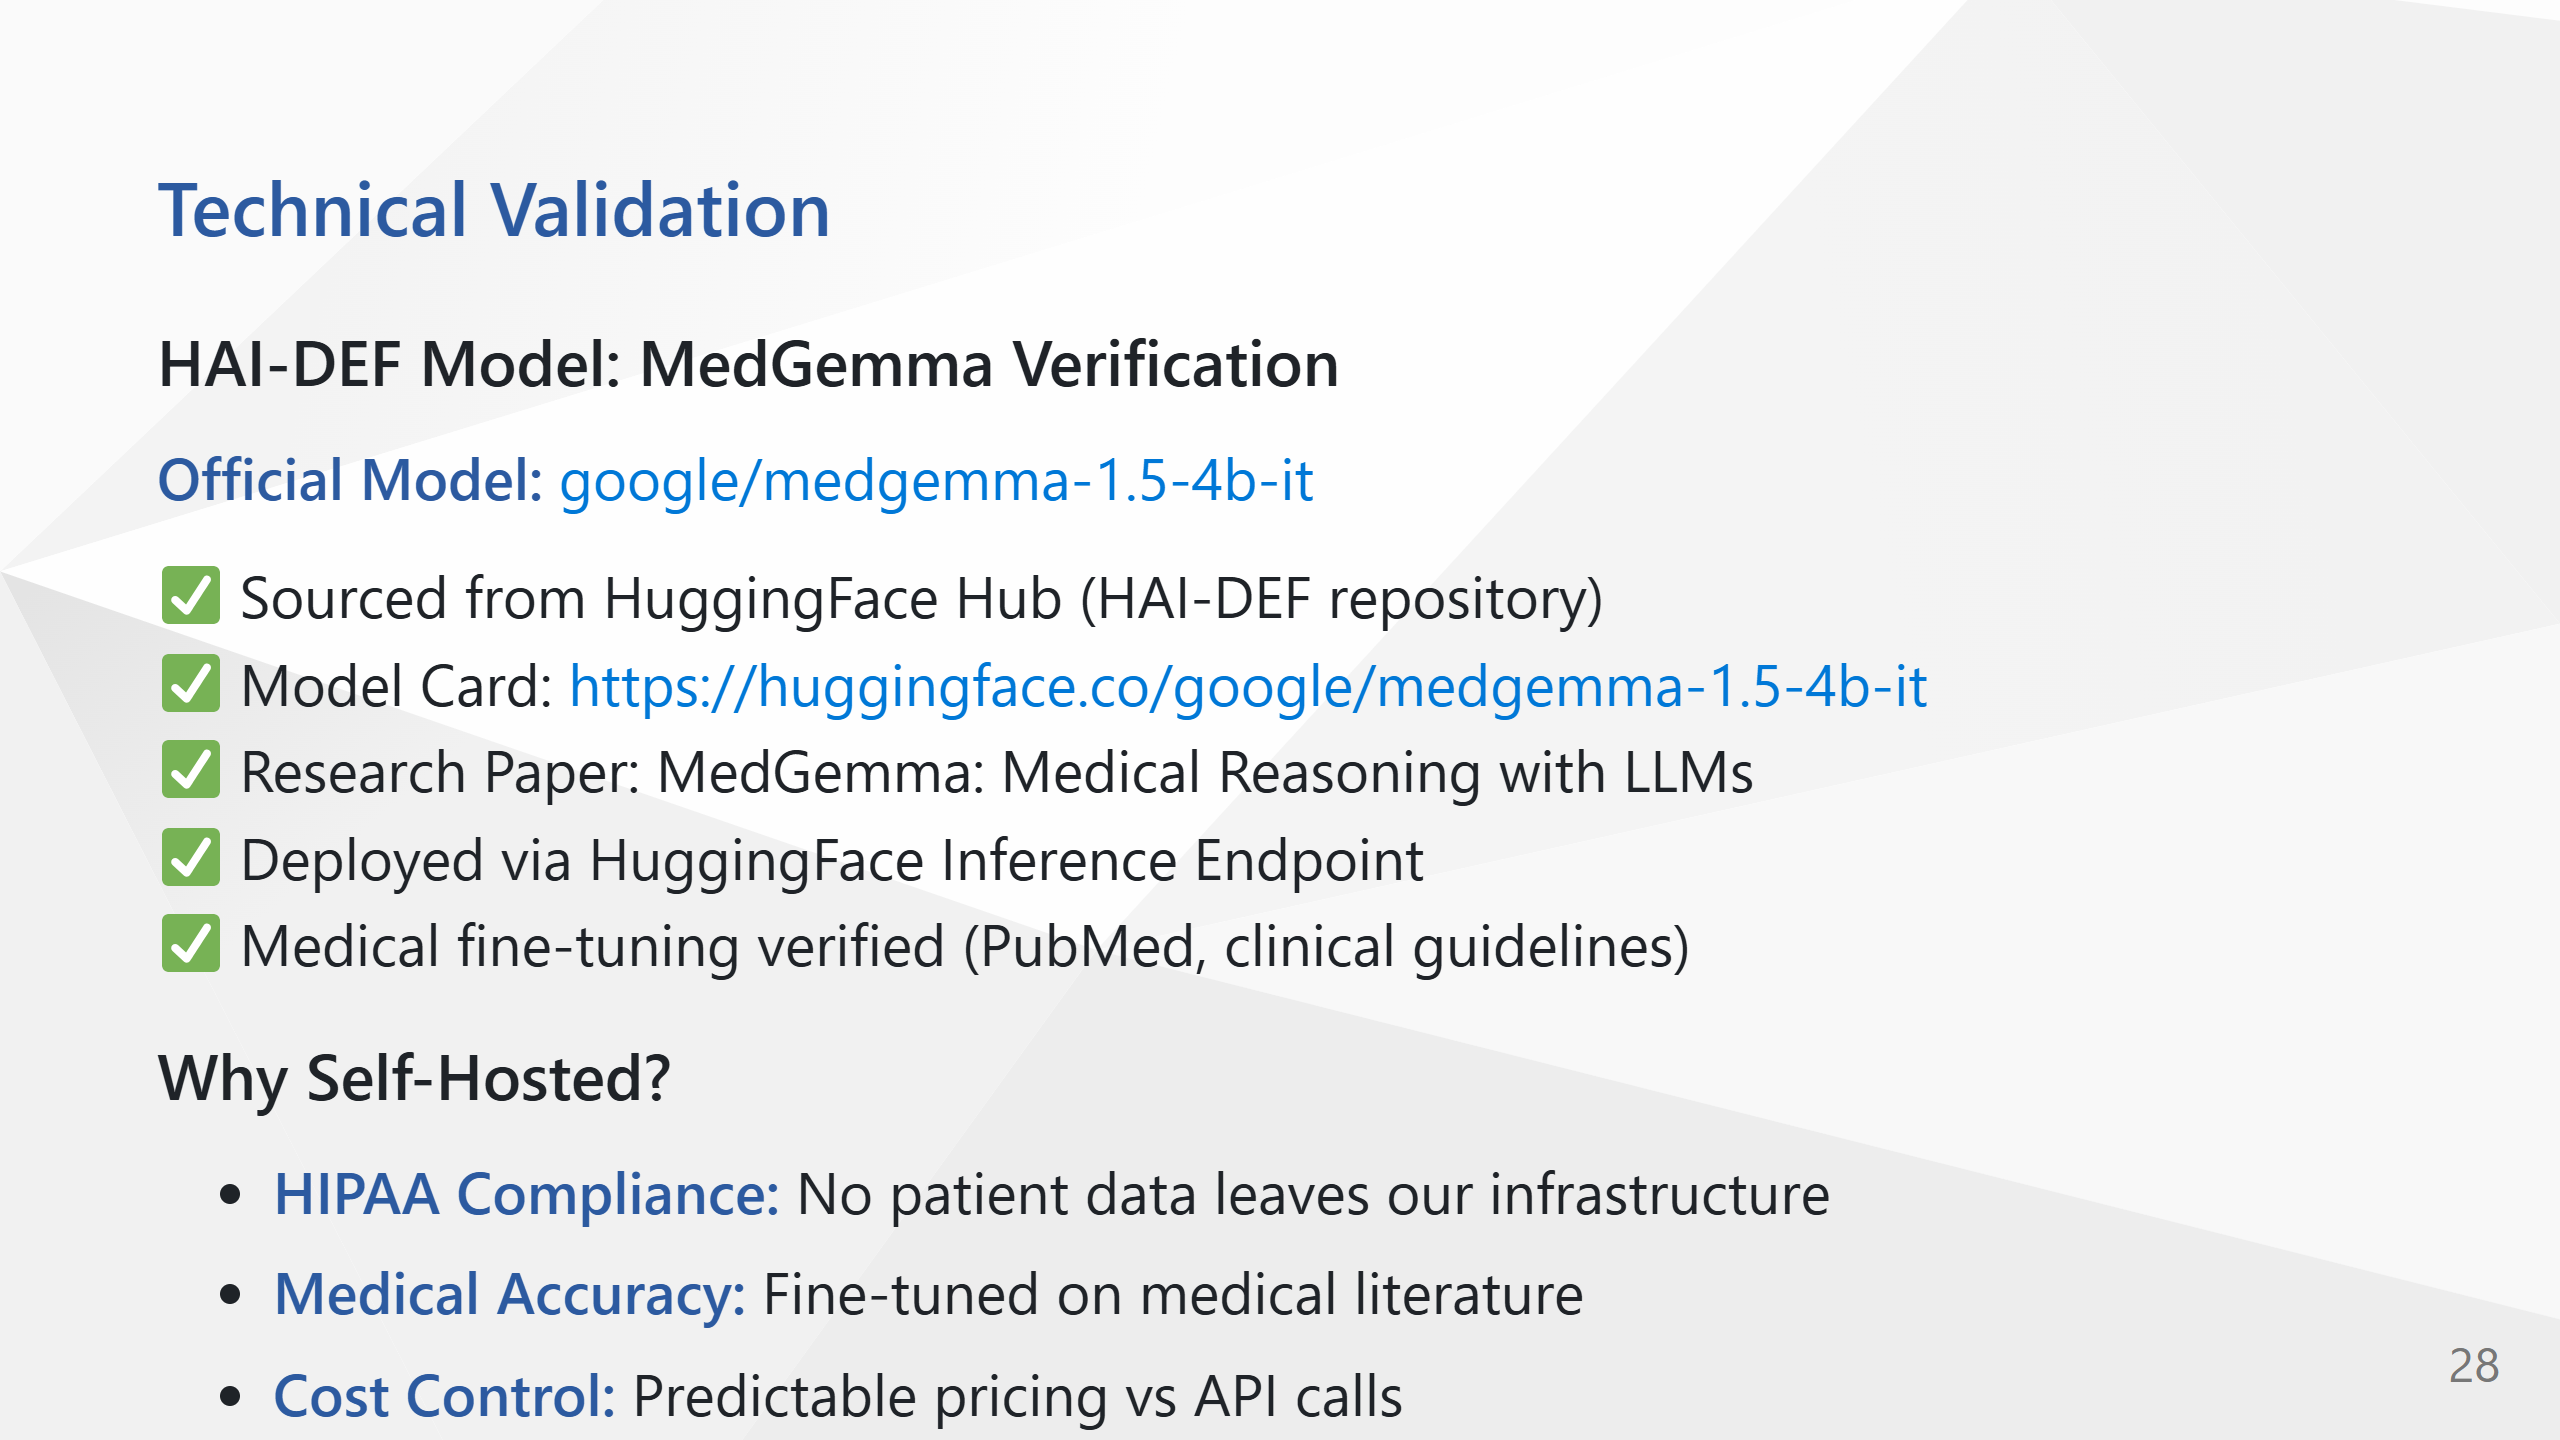 Technical Validation
HAI-DEF Model: MedGemma Verification
Official Model: google/medgemma-1.5-4b-it
✅ Sourced from HuggingFace Hub (HAI-DEF repository)
✅ Model Card: https://huggingface.co/google/medgemma-1.5-4b-it
✅ Research Paper: MedGemma: Medical Reasoning with LLMs
✅ Deployed via HuggingFace Inference Endpoint
✅ Medical fine-tuning verified (PubMed, clinical guidelines)
Why Self-Hosted?
• HIPAA Compliance: No patient data leaves our infrastructure
• Medical Accuracy: Fine-tuned on medical literature
• Cost Control: Predictable pricing vs API calls
28